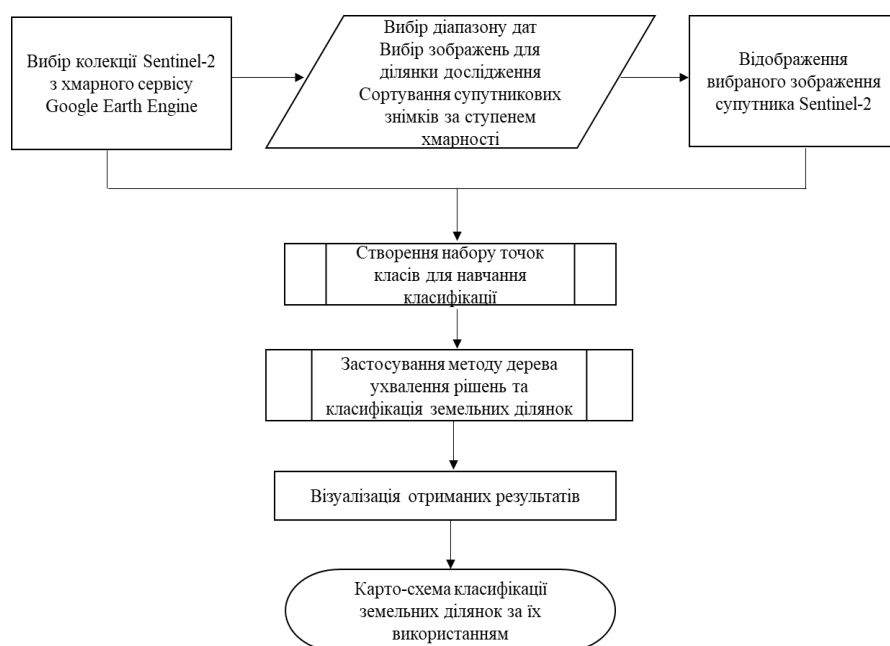 Вибір колекції Sentinel-2
з хмарного сервісу
Google Earth Engine
Вибір діапазону дат
Вибір зображень для
ділянки дослідження
Сортування супутникових
знімків за ступенем
хмарності
Відображення
вибраного зображення
супутника Sentinel-2
Створення набору точок
класів для навчання
класифікації
Застосування методу дерева
ухвалення рішень та
класифікація земельних ділянок
Візуалізація отриманих результатів
Карто-схема класифікації
земельних ділянок за їх
використанням